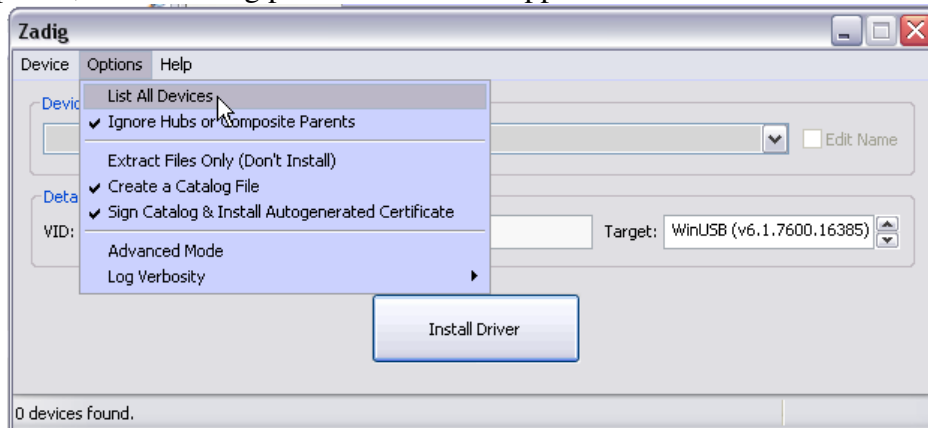 Zadig
Device Options Help
List All Devices
Ignore Hubs or Composite Parents
Edit Name
Extract Files Only (Don't Install)
Create a Catalog File
Sign Catalog & Install Autogenerated Certificate
VID:
Target: WinUSB (v6.1.7600.16385)
Advanced Mode
Log Verbosity
Install Driver
0 devices found.